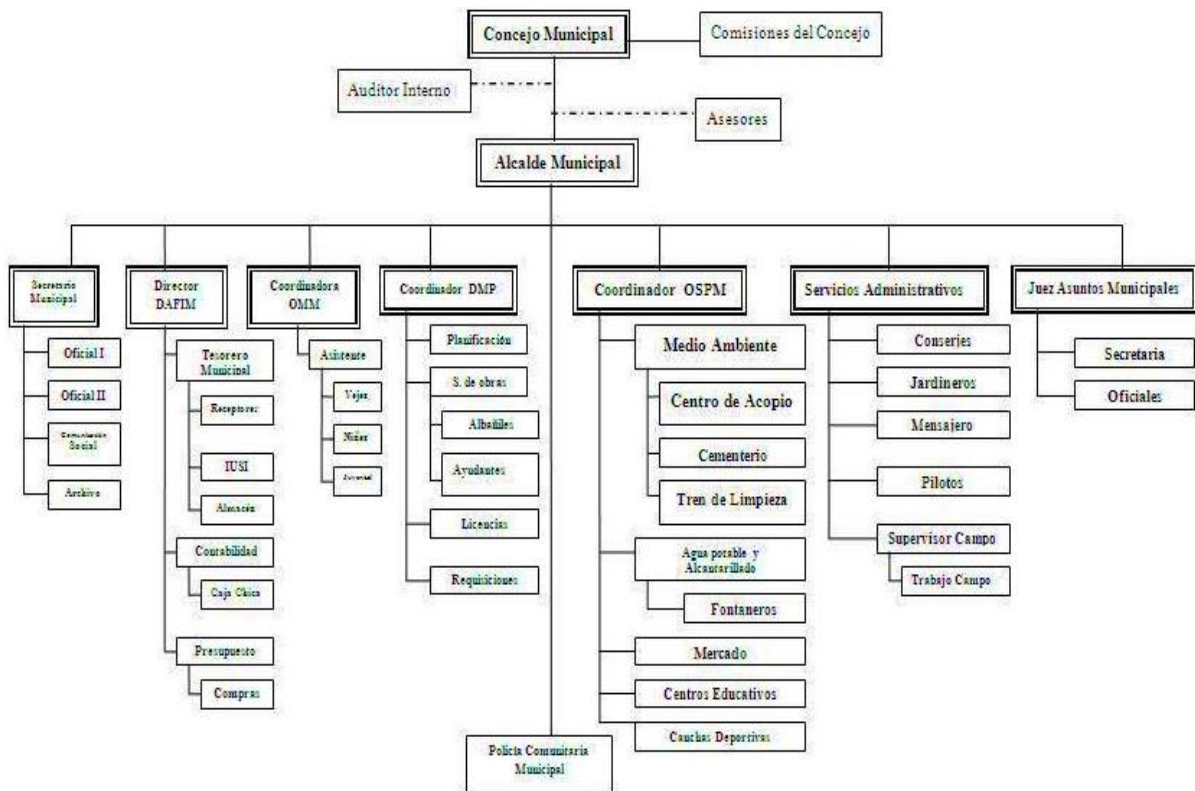 Concejo Municipal
Comisiones del Concejo
Auditor Interno
Asesores
Alcalde Municipal
Secretario
Municipal
Oficial I
Oficial II
Social
Archivo
Director
DAFIM
Tesorero
Municipal
Receptores
IUSI
Almacén
Contabilidad
Caja Chica
Presupuesto
Compras
Coordinadora
OMM
Asistente
Vejez
Niñez
Juventud
Coordinador DMP
Planificación
S. de obras
Albañiles
Ayudantes
Licencias
Requisiciones
Coordinador OSPM
Medio Ambiente
Centro de Acopio
Cementerio
Tren de Limpieza
Agua potable y
Alcantarillado
Fontaneros
Mercado
Centros Educativos
Canchas Deportivas
Servicios Administrativos
Conserjes
Jardineros
Mensajero
Pilotos
Supervisor Campo
Trabajo Campo
Juez Asuntos Municipales
Secretaria
Oficiales
Policía Comunitaria
Municipal